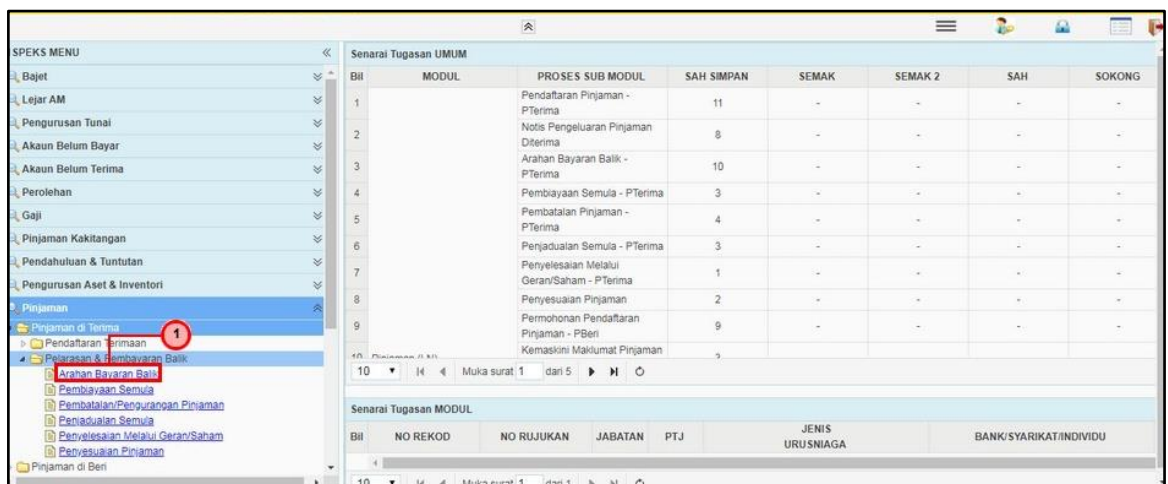 SPEKS MENU
Bajet
Lejar AM
Pengurusan Tunai
Akaun Belum Bayar
Akaun Belum Terima
Perolehan
Gaji
Pinjaman Kakitangan
Pendahuluan & Tuntutan
Pengurusan Aset & Inventori
Pinjaman
Pinjaman di Terima
1
Pendaftaran Terimaan
Pelarasan & Pembayaran Balik
Arahan Bayaran Balik
Pembiayaan Semula
Pembatalan/Pengurangan Pinjaman
Penjadualan Semula
Penyelesaian Melalui Geran/Saham
Penyesuaian Pinjaman
Pinjaman di Beri
Senarai Tugasan UMUM
Bil MODUL PROSES SUB MODUL SAH SIMPAN SEMAK SEMAK 2 SAH SOKONG
1 Pendaftaran Pinjaman - PTerima 11 - - - -
2 Notis Pengeluaran Pinjaman Diterima 8 - - - -
3 Arahan Bayaran Balik - PTerima 10 - - - -
4 Pembiayaan Semula - PTerima 3 - - - -
5 Pembatalan Pinjaman - PTerima 4 - - - -
6 Penjadualan Semula - PTerima 3 - - - -
7 Penyelesaian Melalui Geran/Saham - PTerima 1 - - - -
8 Penyesuaian Pinjaman 2 - - - -
9 Permohonan Pendaftaran Pinjaman - PBeri 9 - - - -
10 Pinjaman (LN) Kemaskini Maklumat Pinjaman
10 Muka surat 1 dari 5
Senarai Tugasan MODUL
Bil NO REKOD NO RUJUKAN JABATAN PTJ JENIS URUSNIAGA BANK/SYARIKAT/INDIVIDU
10 Muka surat 1 dari 1